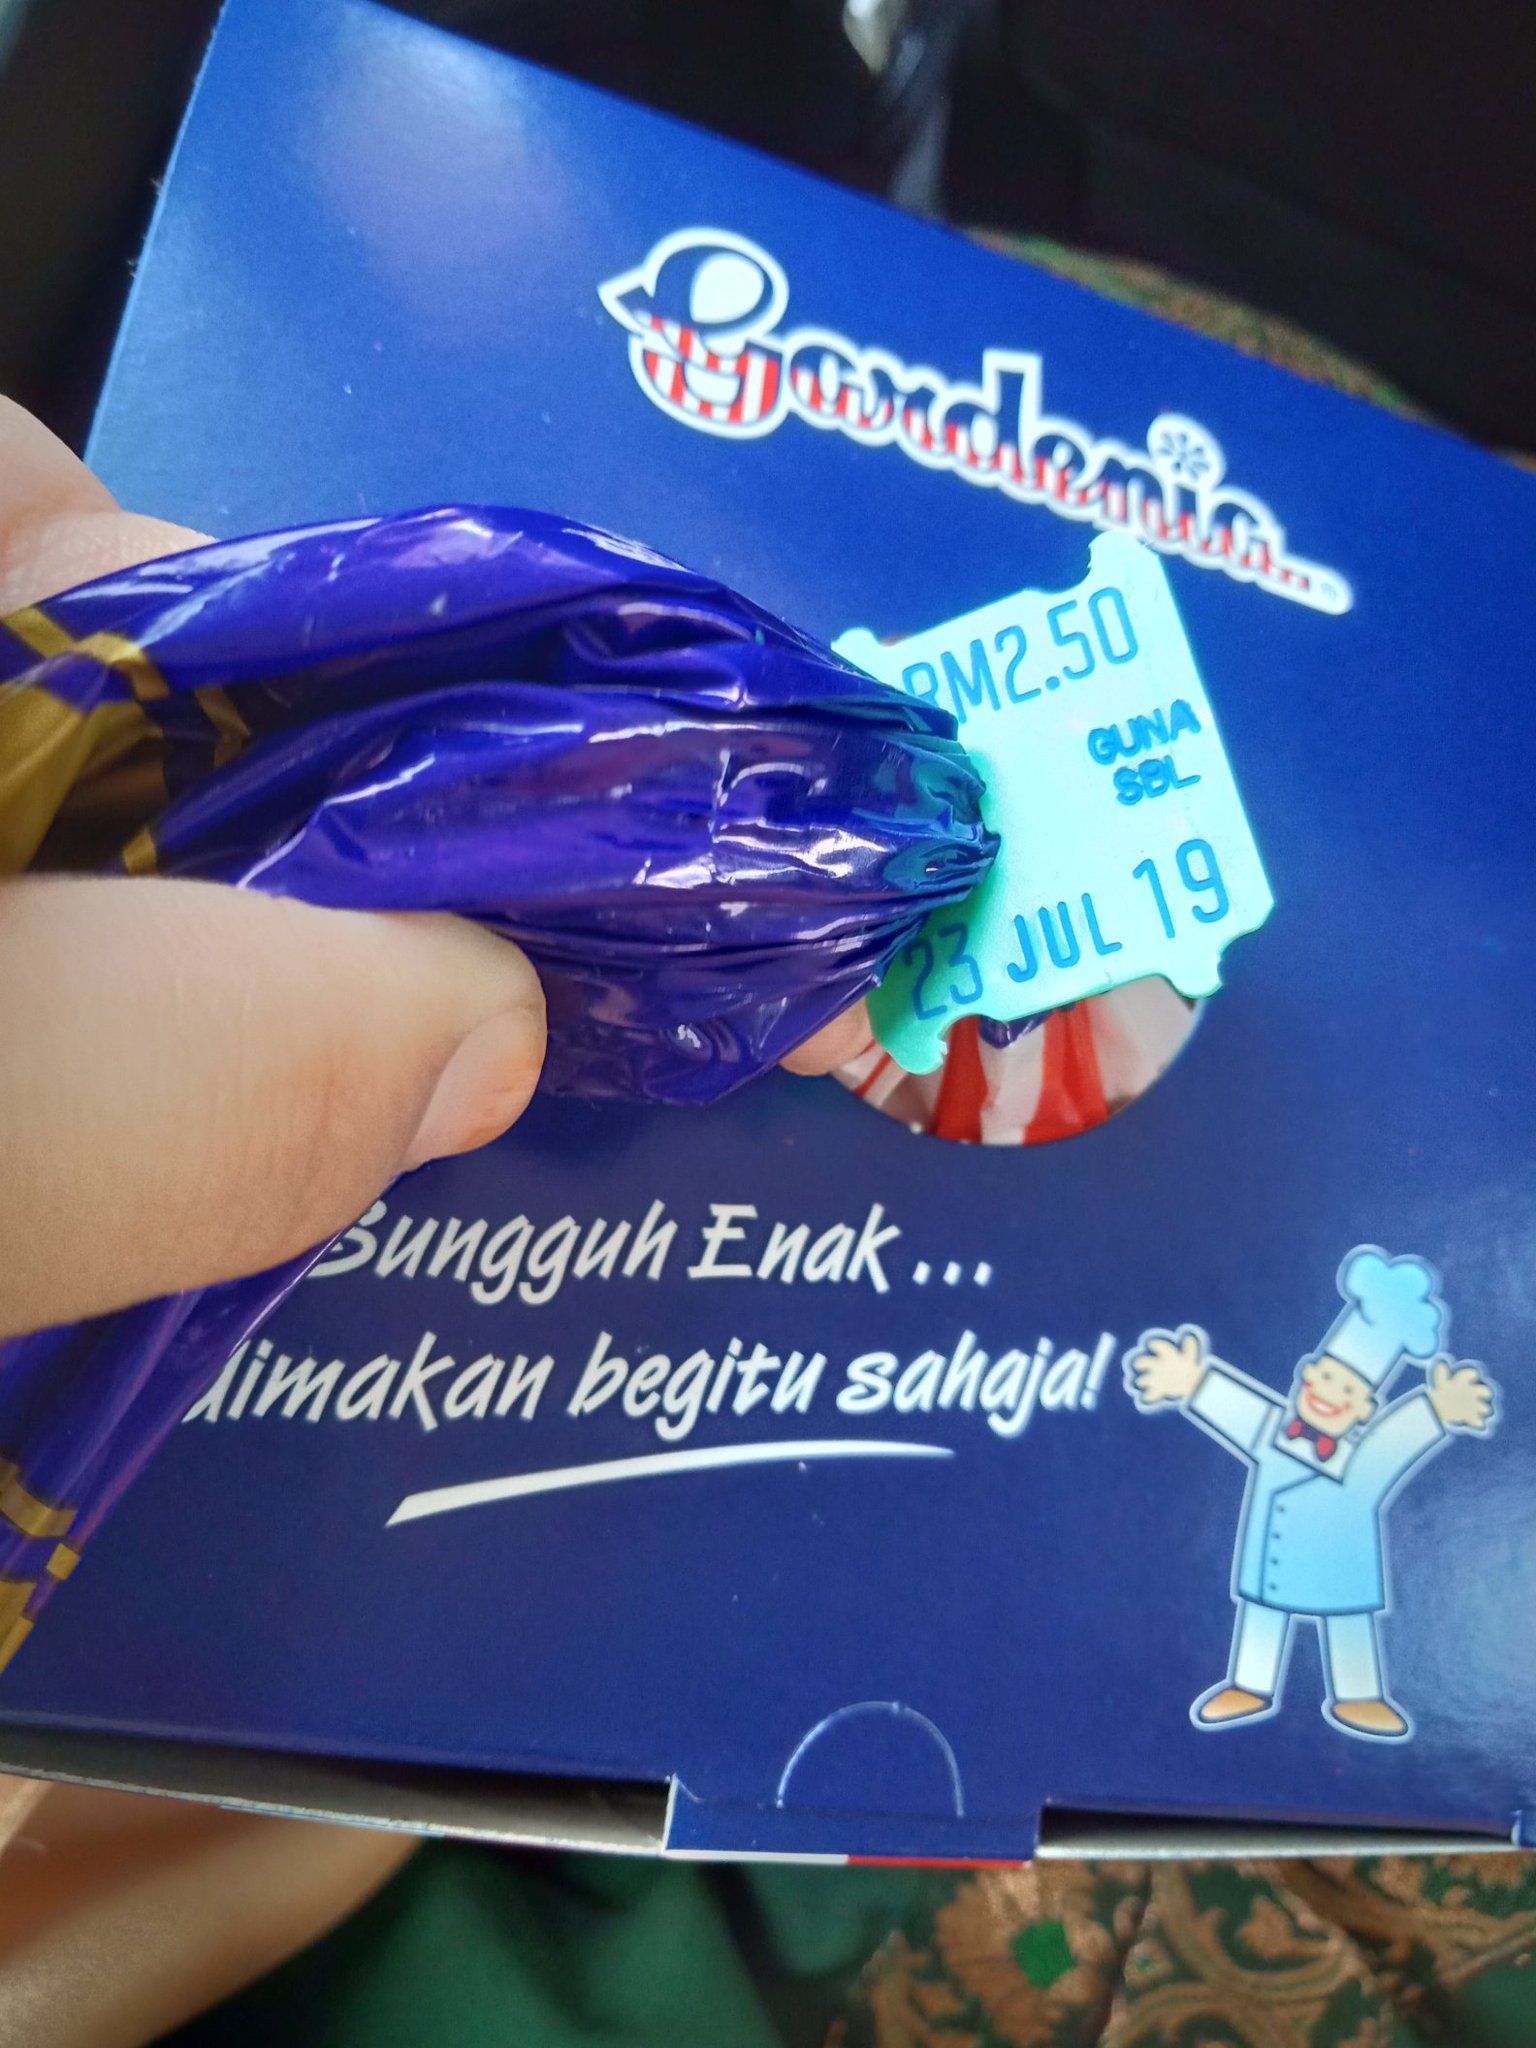 Gardenia
RM2.50
GUNA
SBL
23 JUL 19
Sungguh Enak...
dimakan begitu sahaja!